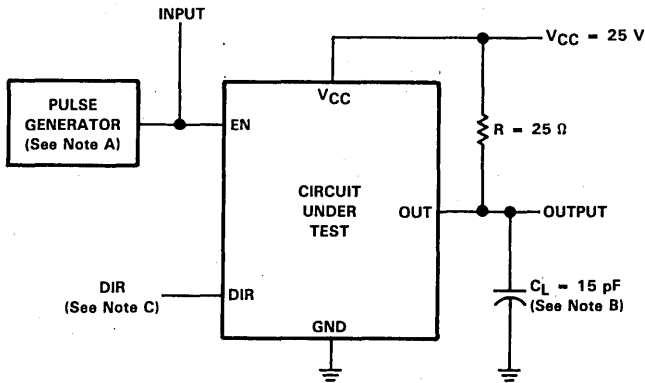 INPUT
VCC = 25 V
PULSE
GENERATOR
(See Note A)
VCC
EN
R = 25 Ω
CIRCUIT
UNDER
TEST
OUT
OUTPUT
DIR
(See Note C)
DIR
CL = 15 pF
(See Note B)
GND